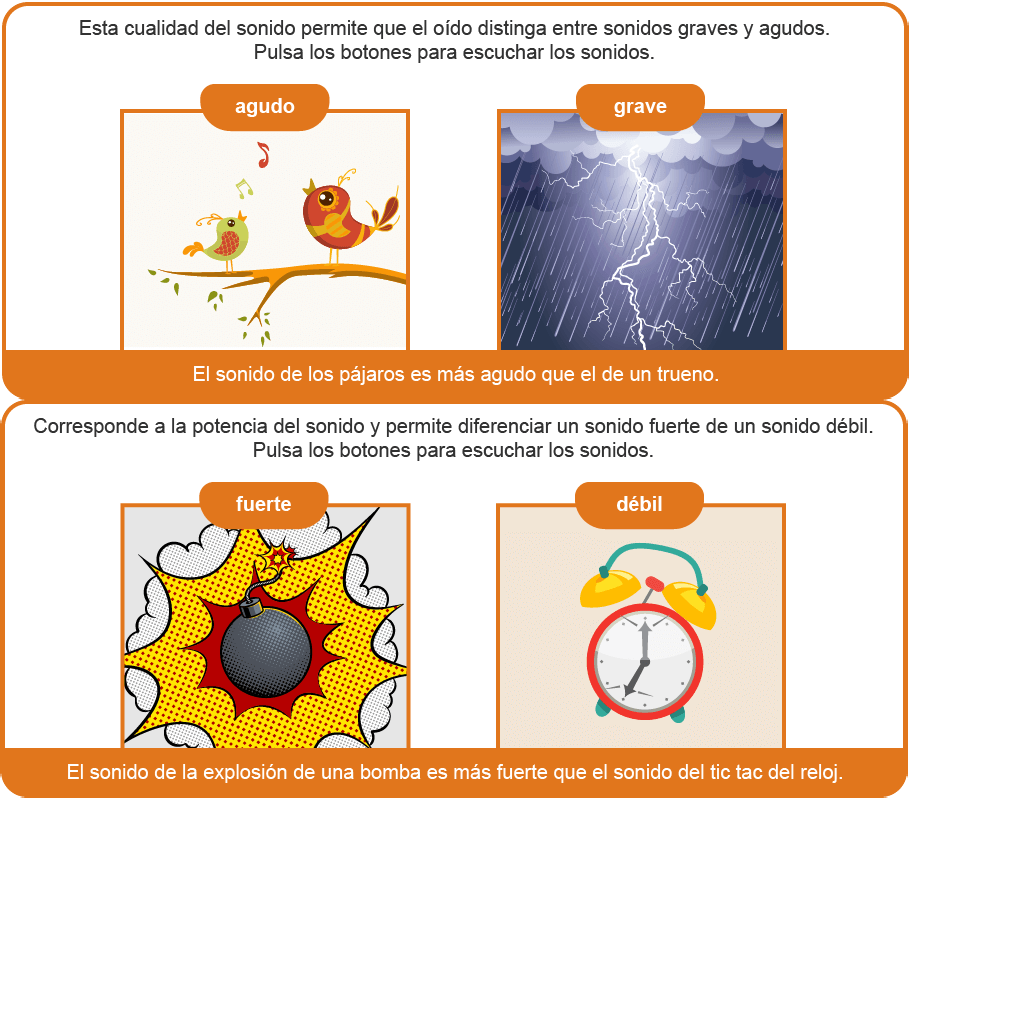 Esta cualidad del sonido permite que el oído distinga entre sonidos graves y agudos.
Pulsa los botones para escuchar los sonidos.
agudo
grave
El sonido de los pájaros es más agudo que el de un trueno.
Corresponde a la potencia del sonido y permite diferenciar un sonido fuerte de un sonido débil.
Pulsa los botones para escuchar los sonidos.
fuerte
débil
El sonido de la explosión de una bomba es más fuerte que el sonido del tic tac del reloj.